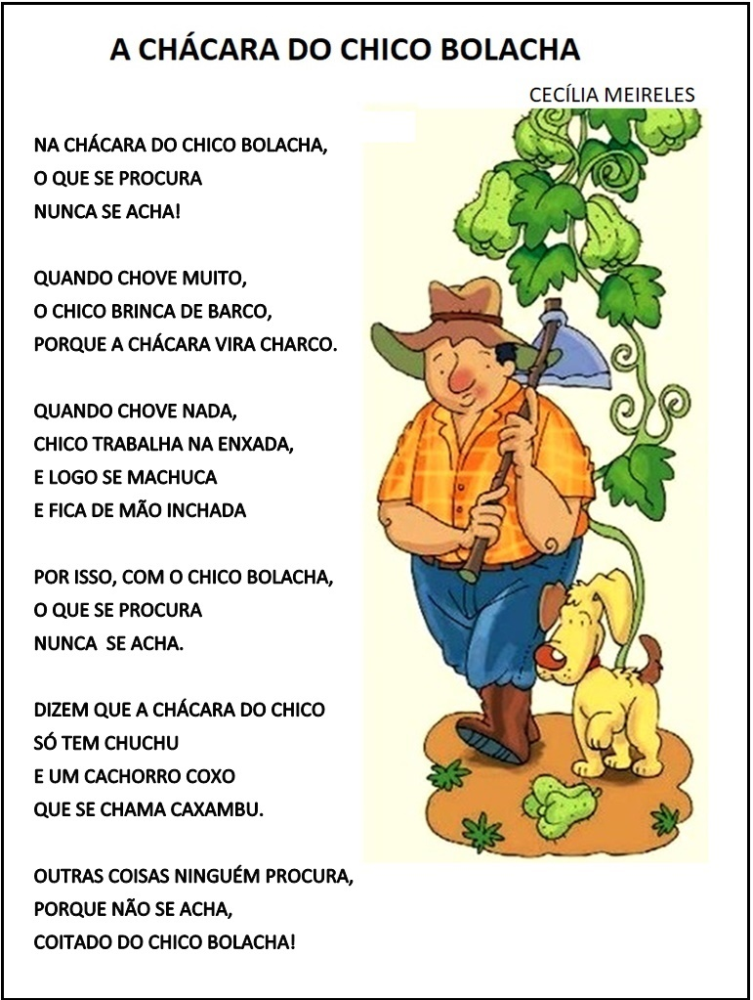 A CHÁCARA DO CHICO BOLACHA
CECÍLIA MEIRELES
NA CHÁCARA DO CHICO BOLACHA,
O QUE SE PROCURA
NUNCA SE ACHA!
QUANDO CHOVE MUITO,
O CHICO BRINCA DE BARCO,
PORQUE A CHÁCARA VIRA CHARCO.
QUANDO CHOVE NADA,
CHICO TRABALHA NA ENXADA,
E LOGO SE MACHUCA
E FICA DE MÃO INCHADA
POR ISSO, COM O CHICO BOLACHA,
O QUE SE PROCURA
NUNCA SE ACHA.
DIZEM QUE A CHÁCARA DO CHICO
SÓ TEM CHUCHU
E UM CACHORRO COXO
QUE SE CHAMA CAXAMBU.
OUTRAS COISAS NINGUÉM PROCURA,
PORQUE NÃO SE ACHA,
COITADO DO CHICO BOLACHA!